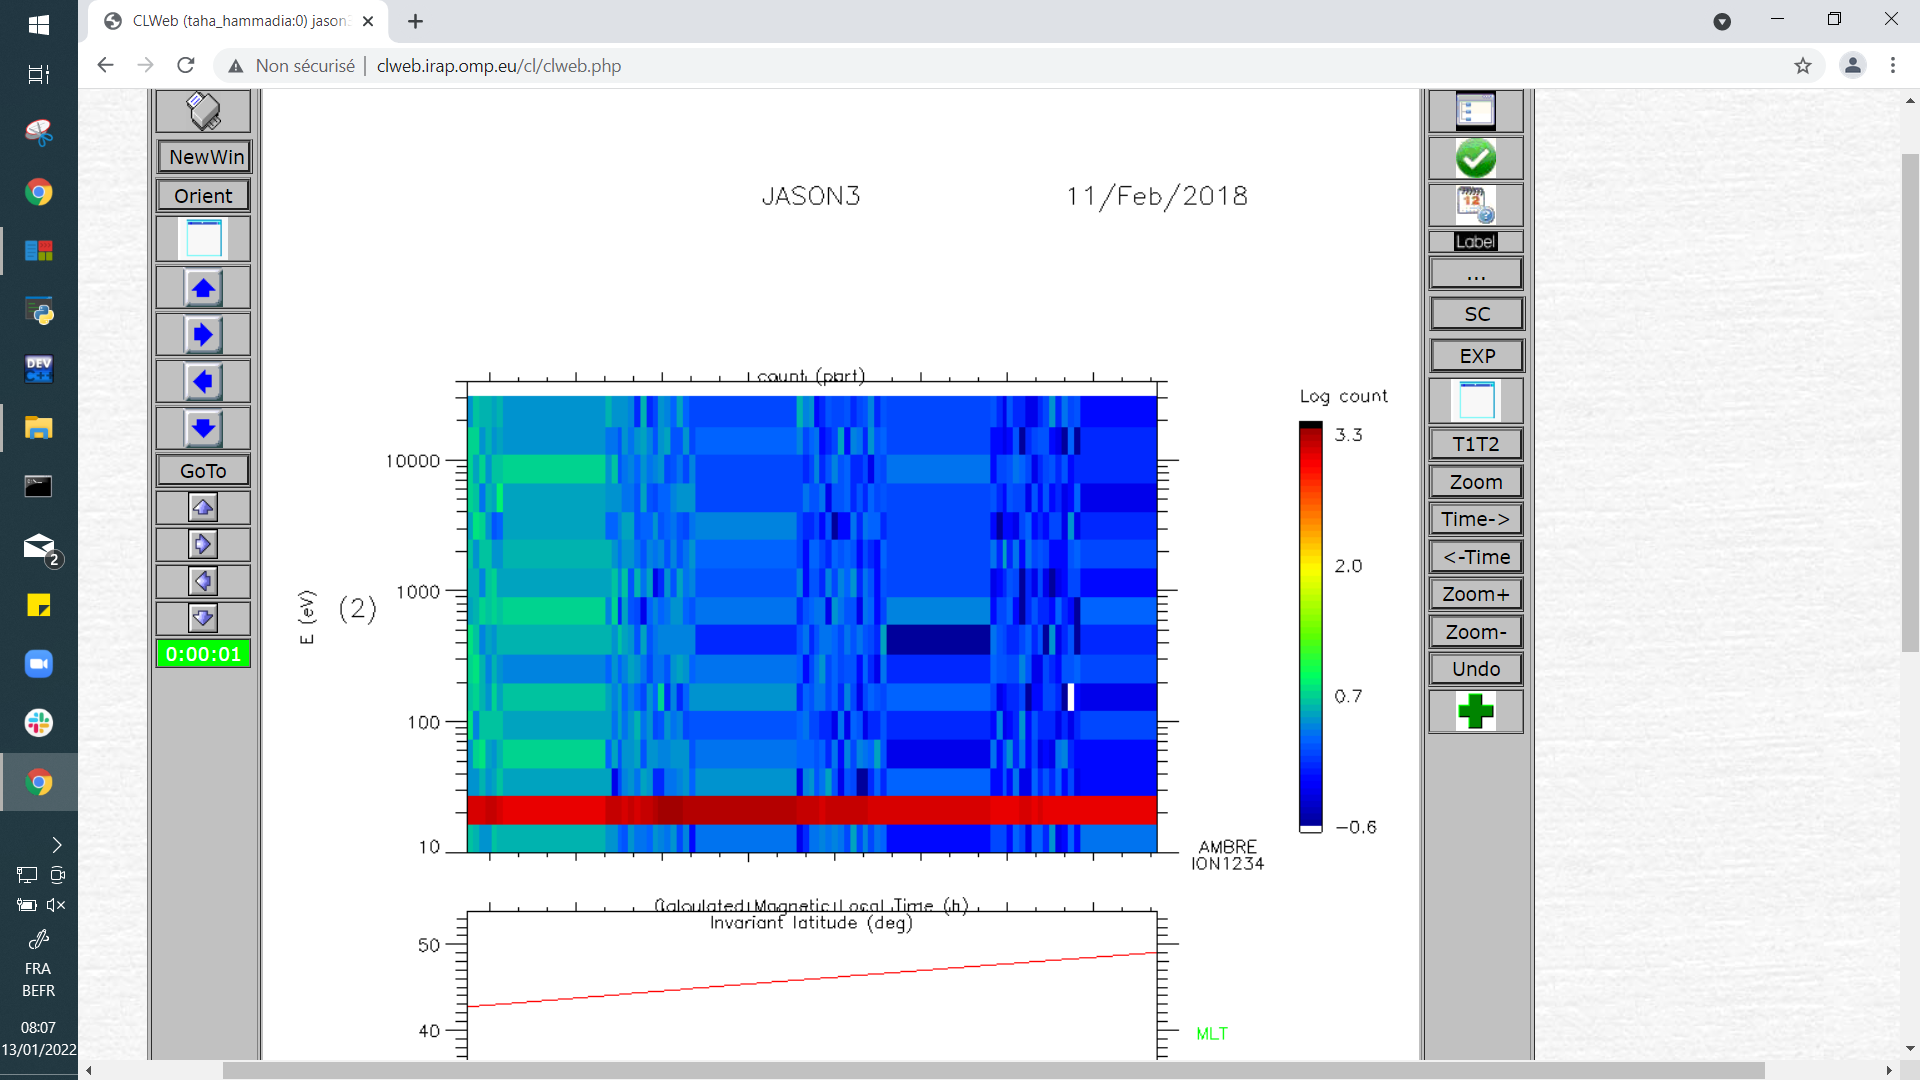 CLWeb (taha_hammadia:0) jason3
Non sécurisé
clweb.irap.omp.eu/cl/clweb.php
NewWin
Orient
GoTo
0:00:01
JASON3
11/Feb/2018
count (part)
E (eV)
(2)
10000
1000
100
10
Log count
3.3
2.0
0.7
−0.6
AMBRE
ION1234
Calculated Magnetic Local Time (h)
Invariant latitude (deg)
50
40
MLT
12
Label
...
SC
EXP
T1T2
Zoom
Time->
<-Time
Zoom+
Zoom-
Undo
DEV
C++
2
FRA
BEFR
08:07
13/01/2022